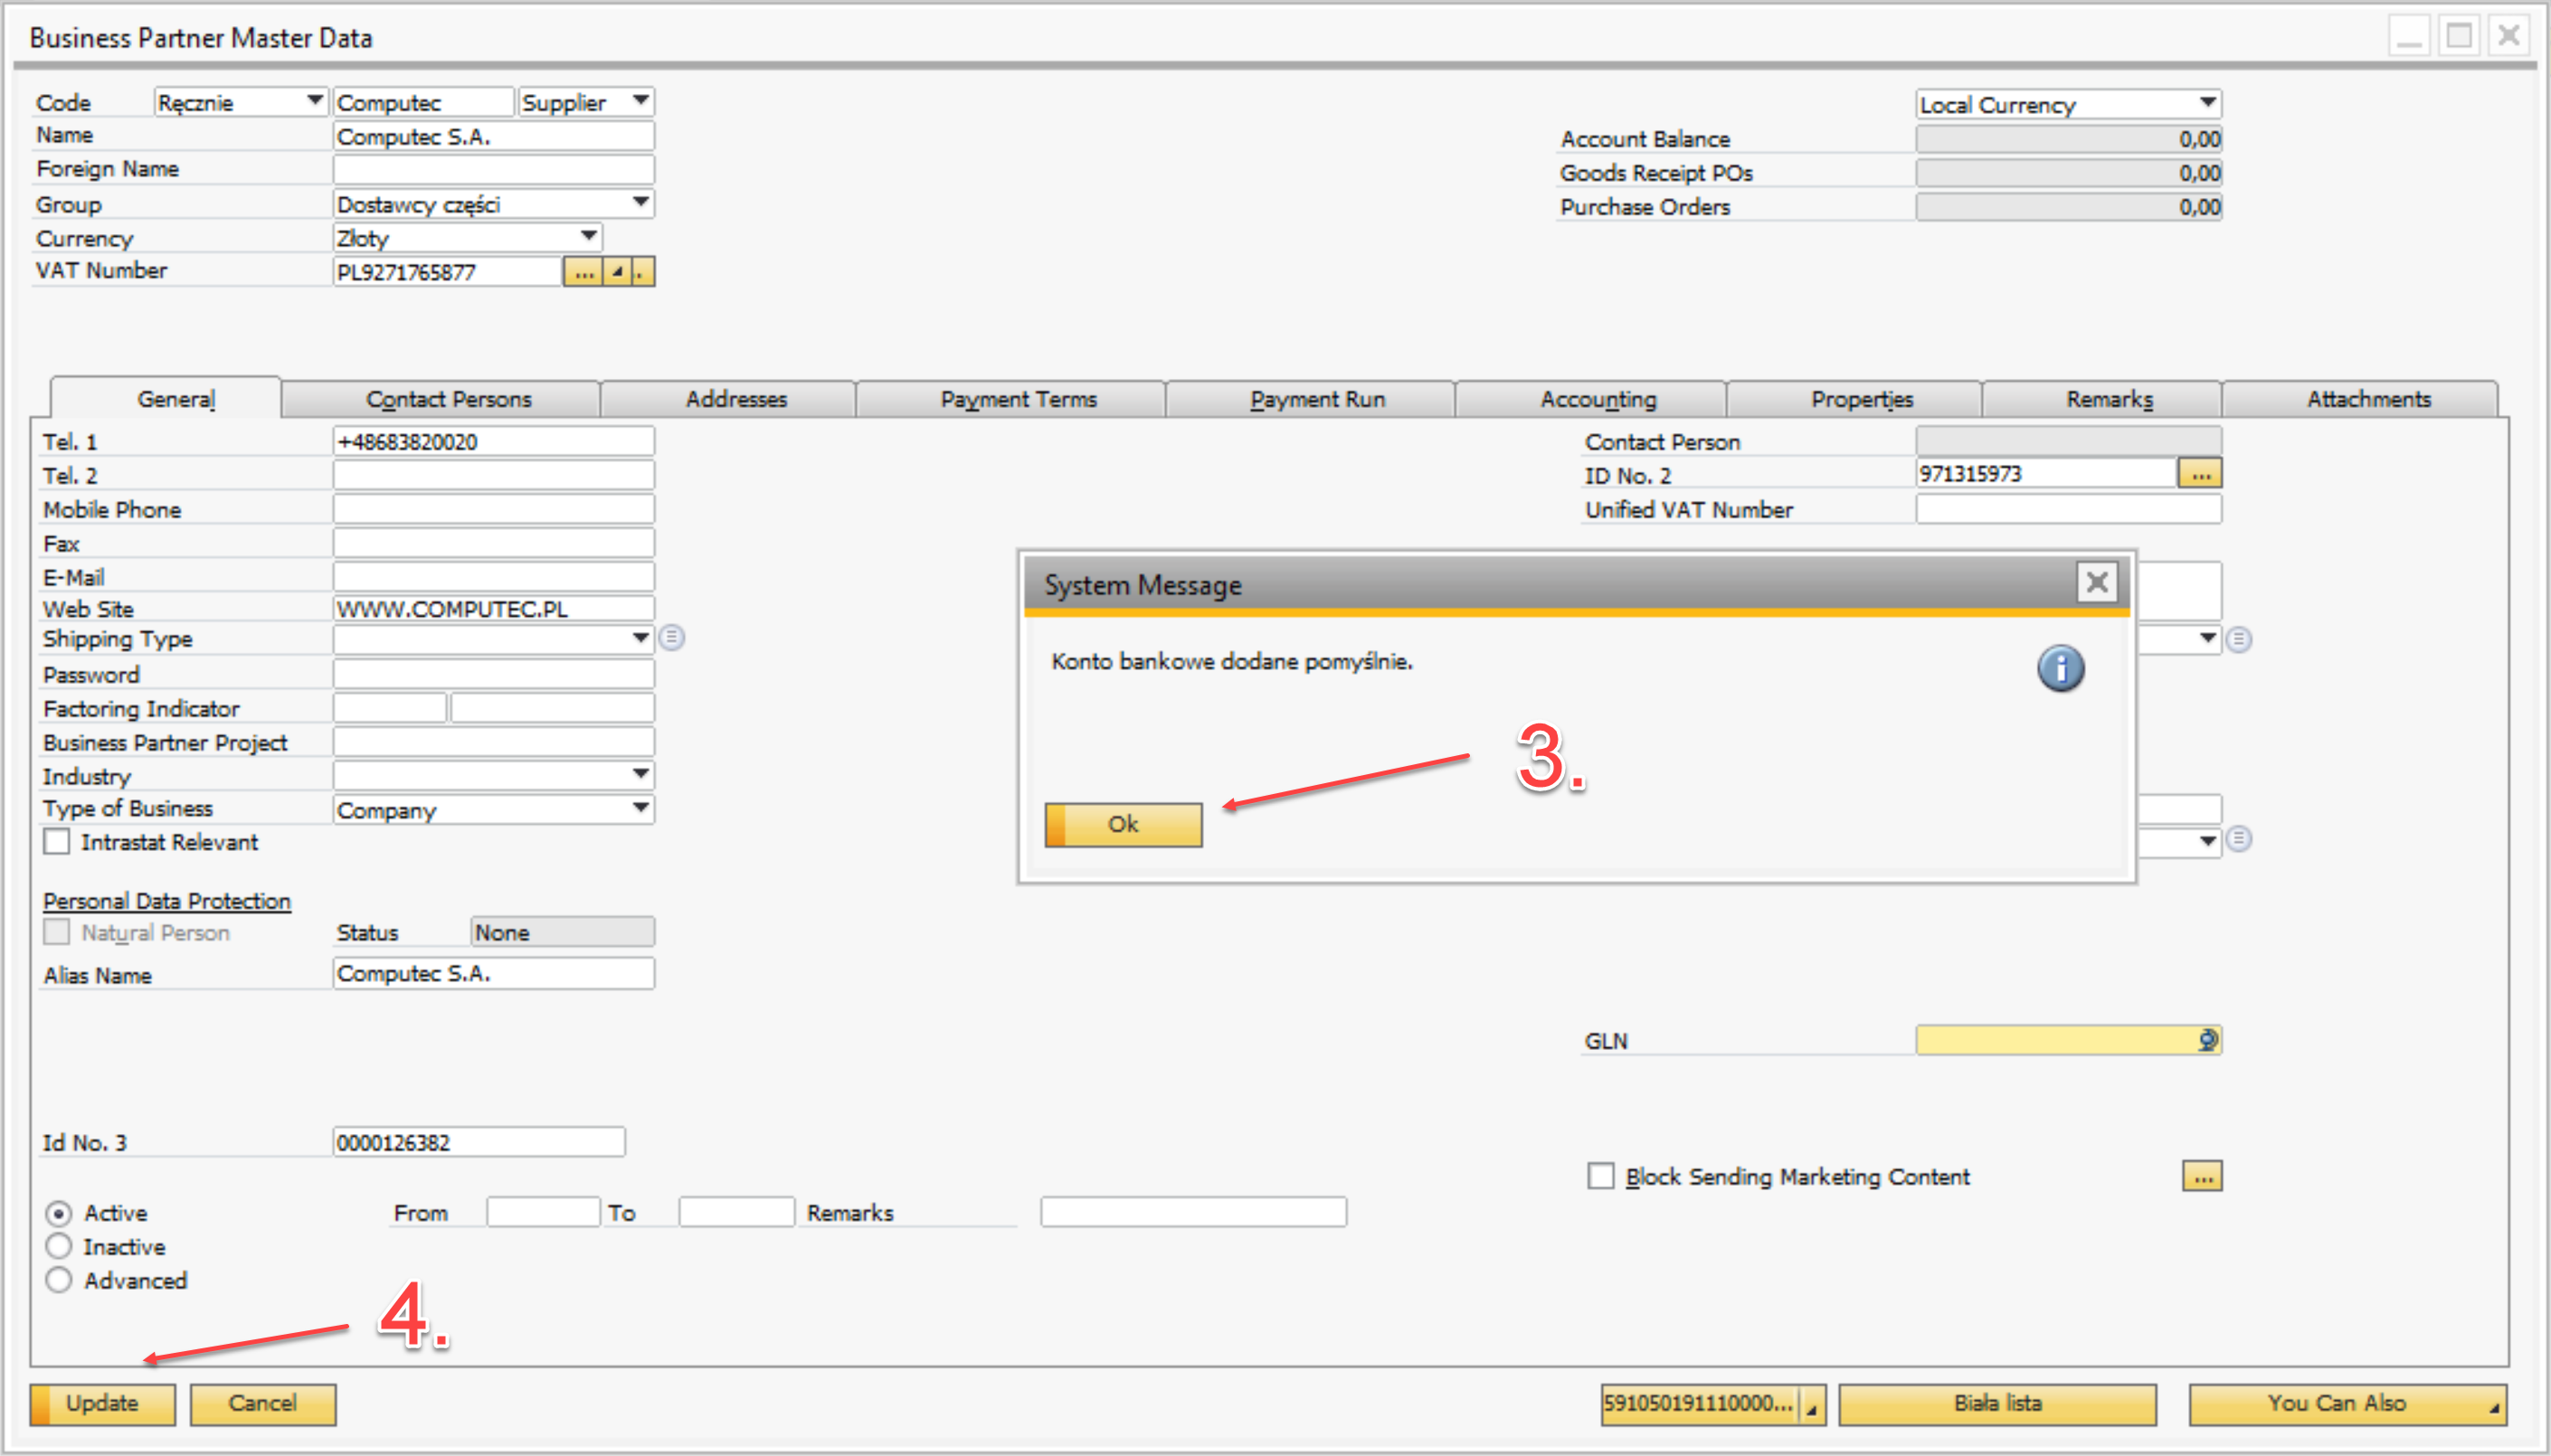 Business Partner Master Data
Code Ręcznie Computec Supplier
Name Computec S.A.
Foreign Name
Group Dostawcy części
Currency Złoty
VAT Number PL9271765877 ... ..
Local Currency
Account Balance 0,00
Goods Receipt POs 0,00
Purchase Orders 0,00
General Contact Persons Addresses Payment Terms Payment Run Accounting Properties Remarks Attachments
Tel. 1 +48683820020
Tel. 2
Mobile Phone
Fax
E-Mail
Web Site WWW.COMPUTEC.PL
Shipping Type
Password
Factoring Indicator
Business Partner Project
Industry
Type of Business Company
Intrastat Relevant
Contact Person
ID No. 2 971315973 ...
Unified VAT Number
System Message
Konto bankowe dodane pomyślnie.
3.
Ok
Personal Data Protection
Natural Person Status None
Alias Name Computec S.A.
GLN
Id No. 3 0000126382
Block Sending Marketing Content ...
Active From To Remarks
Inactive
Advanced
4.
Update Cancel 591050191110000... Biała lista You Can Also